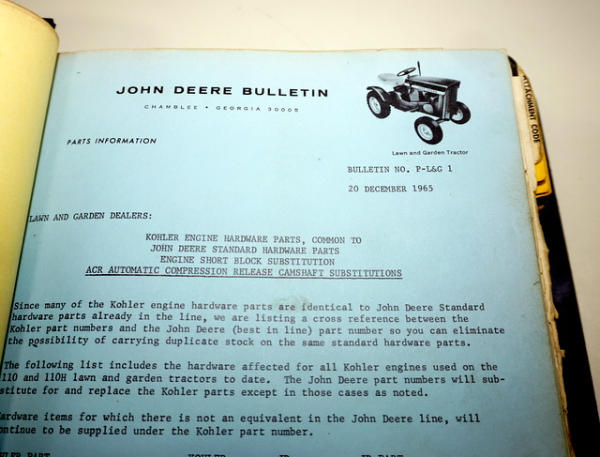 JOHN DEERE BULLETIN
CHAMBLEE • GEORGIA 30005
ATTACHMENT CODE
Lawn and Garden Tractor
PARTS INFORMATION
BULLETIN NO. P-L&G 1
20 DECEMBER 1965
LAWN AND GARDEN DEALERS:
KOHLER ENGINE HARDWARE PARTS, COMMON TO
JOHN DEERE STANDARD HARDWARE PARTS
ENGINE SHORT BLOCK SUBSTITUTION
ACR AUTOMATIC COMPRESSION RELEASE CAMSHAFT SUBSTITUTIONS
Since many of the Kohler engine hardware parts are identical to John Deere Standard
hardware parts already in the line, we are listing a cross reference between the
Kohler part numbers and the John Deere (best in line) part number so you can eliminate
the possibility of carrying duplicate stock on the same standard hardware parts.
The following list includes the hardware affected for all Kohler engines used on the
110 and 110H lawn and garden tractors to date. The John Deere part numbers will sub-
stitute for and replace the Kohler parts except in those cases as noted.
Hardware items for which there is not an equivalent in the John Deere line, will
continue to be supplied under the Kohler part number.
KOHLER PART KOHLER JD JD PART